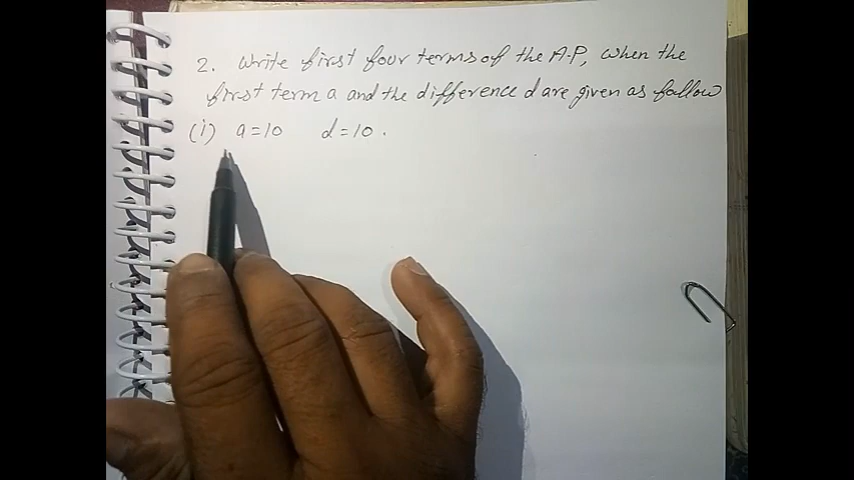 2. Write first four terms of the A.P, when the
first term a and the difference d are given as follow
(i) a = 10 d = 10.